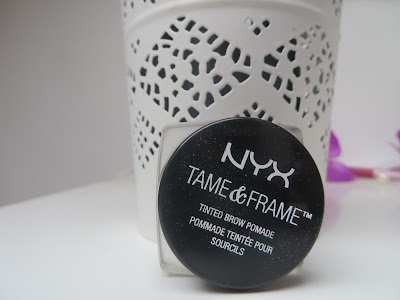 NYX
TAME&FRAME™
TINTED BROW POMADE
POMMADE TEINTÉE POUR
SOURCILS